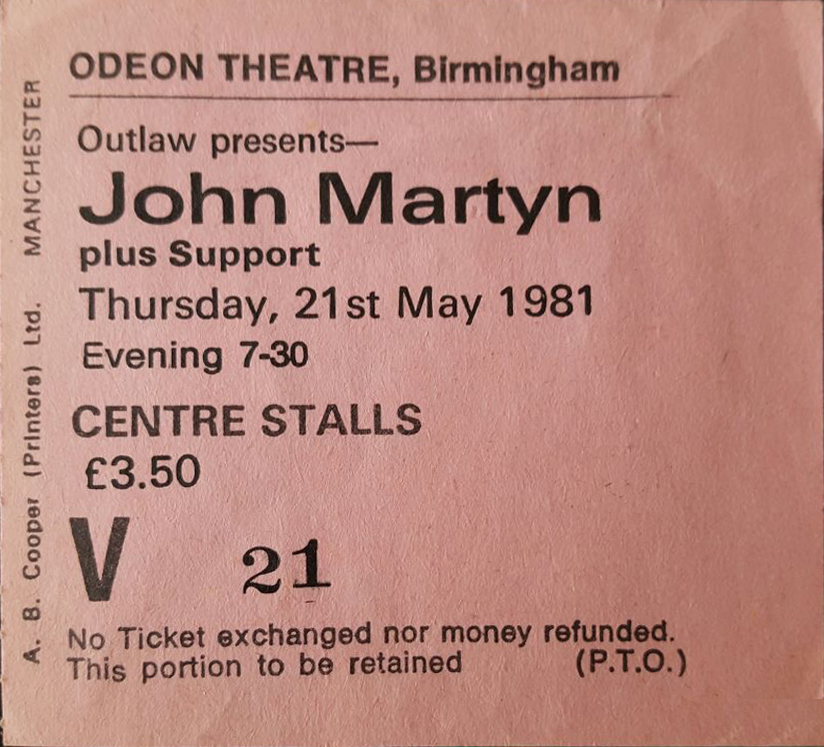 ODEON THEATRE, Birmingham
Outlaw presents—
John Martyn
plus Support
Thursday, 21st May 1981
Evening 7-30
CENTRE STALLS
£3.50
V 21
No Ticket exchanged nor money refunded.
This portion to be retained (P.T.O.)
A. B. Cooper (Printers) Ltd. MANCHESTER